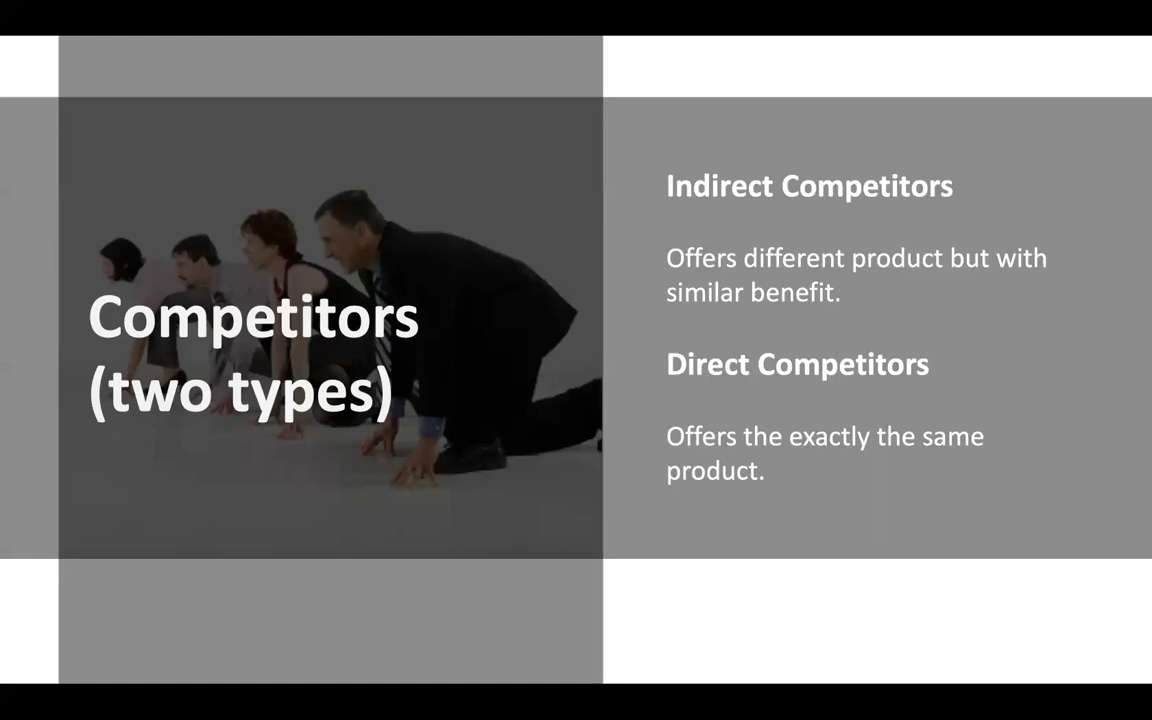 Competitors
(two types)
Indirect Competitors
Offers different product but with
similar benefit.
Direct Competitors
Offers the exactly the same
product.